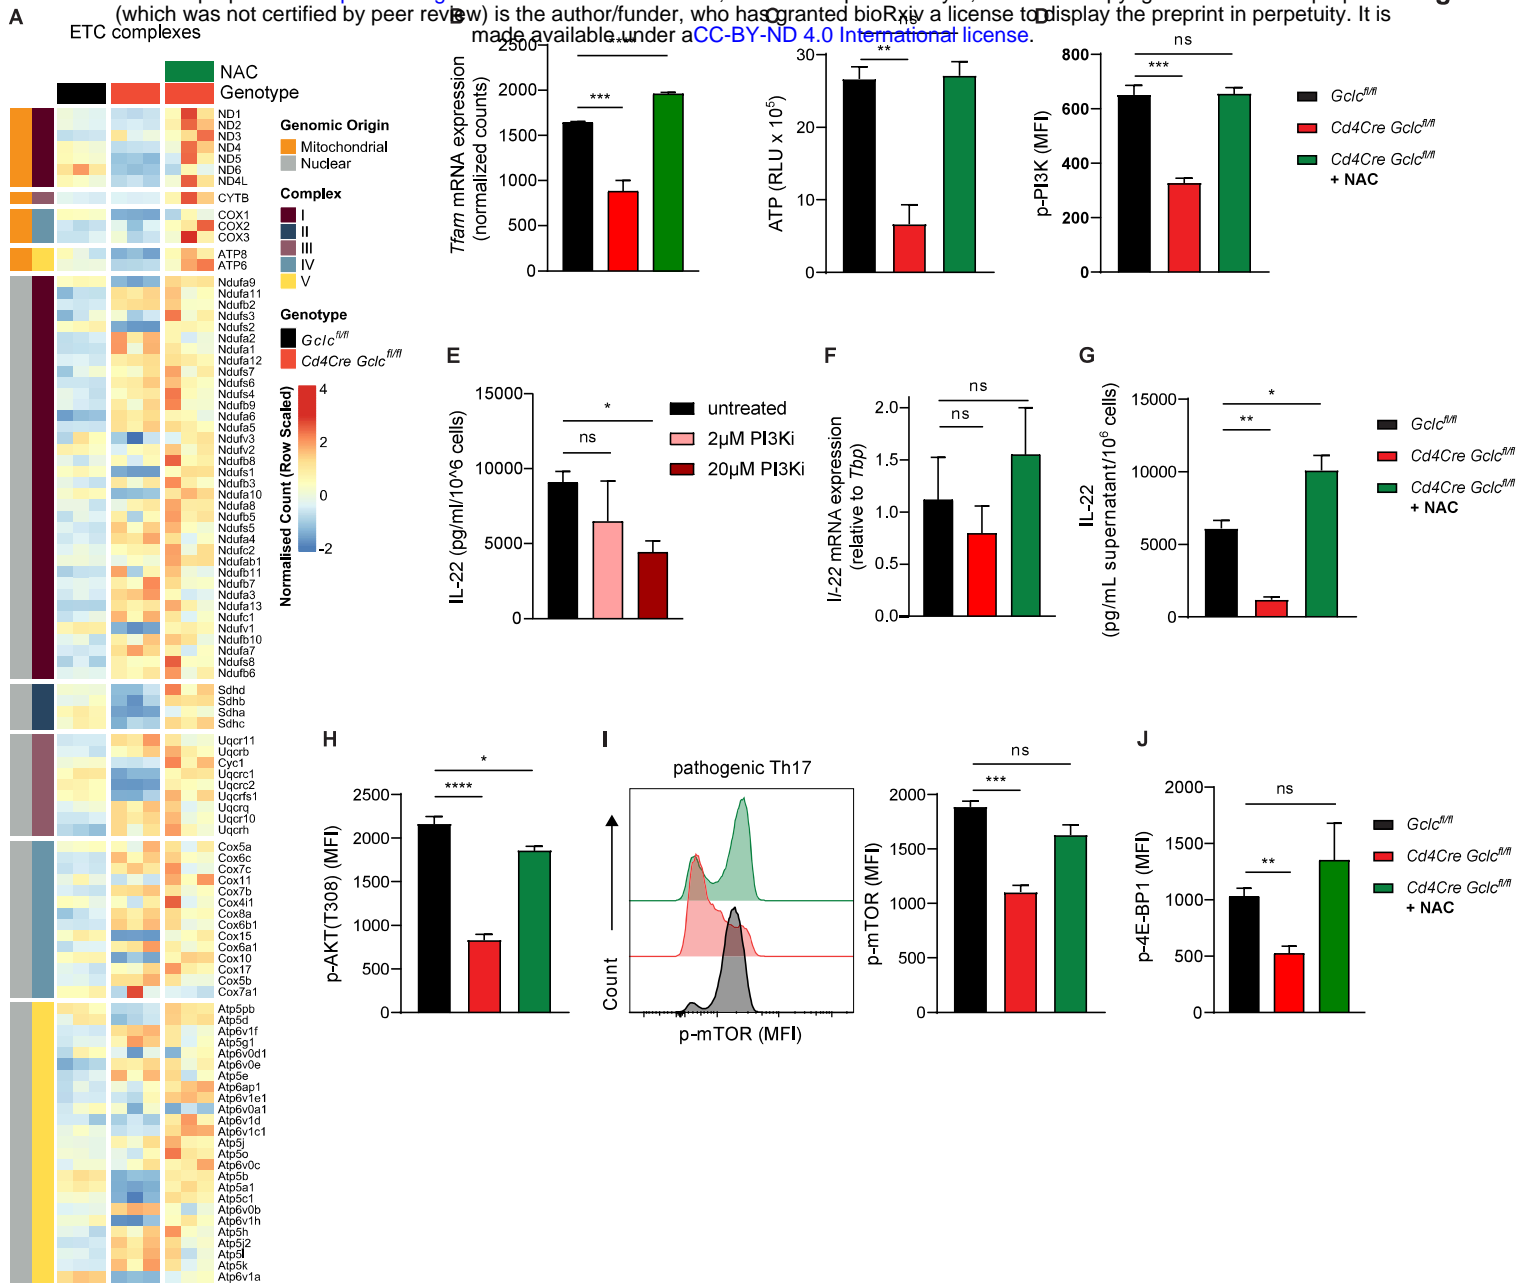 (which was not certified by peer review) is the author/funder, who has granted bioRxiv a license to display the preprint in perpetuity. It is
made available under aCC-BY-ND 4.0 International license.
A
ETC complexes
NAC
Genotype
ND1
ND2
ND3
ND4
ND5
ND6
ND4L
CYTB
COX1
COX2
COX3
ATP8
ATP6
Ndufa9
Ndufa11
Ndufb2
Ndufs3
Ndufs2
Ndufa2
Ndufa1
Ndufa12
Ndufs7
Ndufs6
Ndufs4
Ndufb9
Ndufa6
Ndufa5
Ndufv3
Ndufv2
Ndufb8
Ndufs1
Ndufb3
Ndufa10
Ndufa8
Ndufb5
Ndufs5
Ndufa4
Ndufc2
Ndufab1
Ndufb11
Ndufb7
Ndufa3
Ndufa13
Ndufc1
Ndufv1
Ndufb10
Ndufa7
Ndufs8
Ndufb6
Sdhd
Sdhb
Sdha
Sdhc
Uqcr11
Uqcrb
Cyc1
Uqcrc1
Uqcrc2
Uqcrfs1
Uqcrq
Uqcr10
Uqcrh
Cox5a
Cox6c
Cox7c
Cox11
Cox7b
Cox4i1
Cox8a
Cox6b1
Cox15
Cox6a1
Cox10
Cox17
Cox5b
Cox7a1
Atp5pb
Atp5d
Atp6v1f
Atp5g1
Atp6v0d1
Atp6v0e
Atp5e
Atp6ap1
Atp6v1e1
Atp6v0a1
Atp6v1d
Atp6v1c1
Atp5j
Atp5o
Atp6v0c
Atp5b
Atp5a1
Atp5c1
Atp6v0b
Atp6v1h
Atp5h
Atp5j2
Atp5l
Atp5k
Atp6v1a
Genomic Origin
Mitochondrial
Nuclear
Complex
I
II
III
IV
V
Genotype
Gclc^fl/fl
Cd4Cre Gclc^fl/fl
Normalised Count (Row Scaled)
4
2
0
-2
B
Tfam mRNA expression
(normalized counts)
2500
2000
1500
1000
500
0
***
****
C
ATP (RLU x 10^5)
30
20
10
0
**
ns
D
p-PI3K (MFI)
800
600
400
200
0
***
ns
Gclc^fl/fl
Cd4Cre Gclc^fl/fl
Cd4Cre Gclc^fl/fl
+ NAC
E
IL-22 (pg/ml/10^6 cells)
15000
10000
5000
0
*
ns
untreated
2µM PI3Ki
20µM PI3Ki
F
Il-22 mRNA expression
(relative to Tbp)
2.0
1.5
1.0
0.5
0.0
ns
ns
G
IL-22
(pg/mL supernatant/10^6 cells)
15000
10000
5000
0
*
**
Gclc^fl/fl
Cd4Cre Gclc^fl/fl
Cd4Cre Gclc^fl/fl
+ NAC
H
p-AKT(T308) (MFI)
2500
2000
1500
1000
500
0
*
****
I
pathogenic Th17
Count
p-mTOR (MFI)
p-mTOR (MFI)
2000
1500
1000
500
0
ns
***
J
p-4E-BP1 (MFI)
2000
1500
1000
500
0
ns
**
Gclc^fl/fl
Cd4Cre Gclc^fl/fl
Cd4Cre Gclc^fl/fl
+ NAC